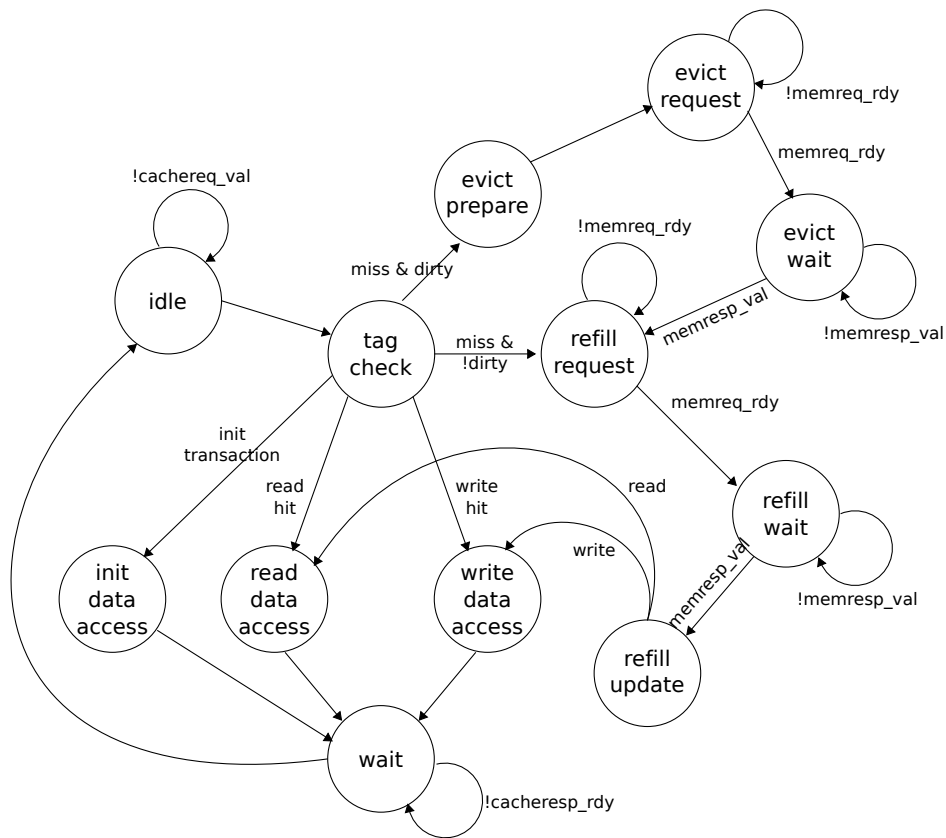 evict
request
!memreq_rdy
memreq_rdy
!cachereq_val
evict
prepare
evict
wait
!memreq_rdy
miss & dirty
idle
memresp_val
!memresp_val
tag
check
miss &
!dirty
refill
request
memreq_rdy
init
transaction
read
hit
write
hit
read
refill
wait
write
memresp_val
!memresp_val
init
data
access
read
data
access
write
data
access
refill
update
wait
!cacheresp_rdy